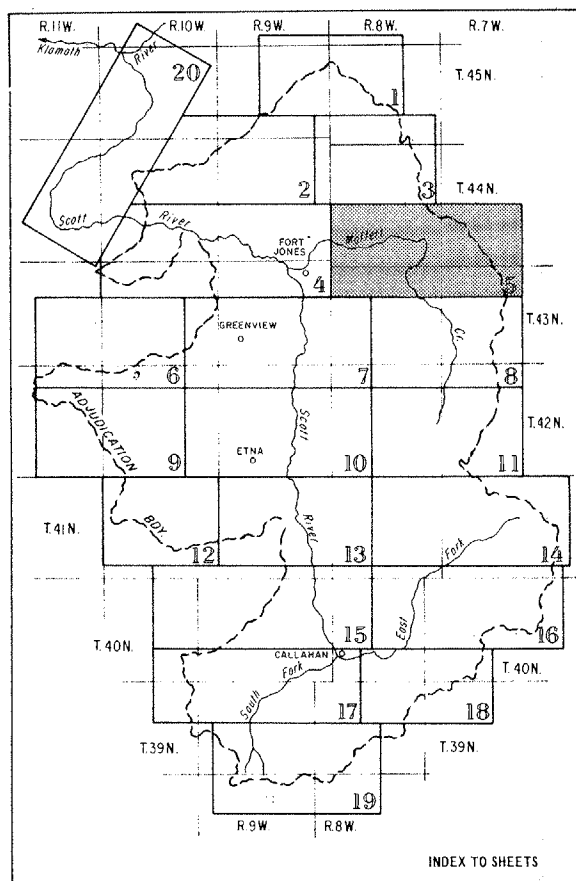 R.11W.
R.10W.
R.9W.
R.8W.
R.7W.
Klamath
River
20
T.45N.
1
2
3
T.44N.
Scott
River
FORT
JONES
Moffett
4
5
GREENVIEW
Cr.
T.43N.
6
7
8
Scott
ADJUDICATION
T.42N.
ETNA
9
10
11
BDY.
T.41N.
River
Fork
12
13
14
East
15
16
T.40N.
CALLAHAN
Fork
South
T.40N.
17
18
T.39N.
T.39N.
19
R.9W.
R.8W.
INDEX TO SHEETS